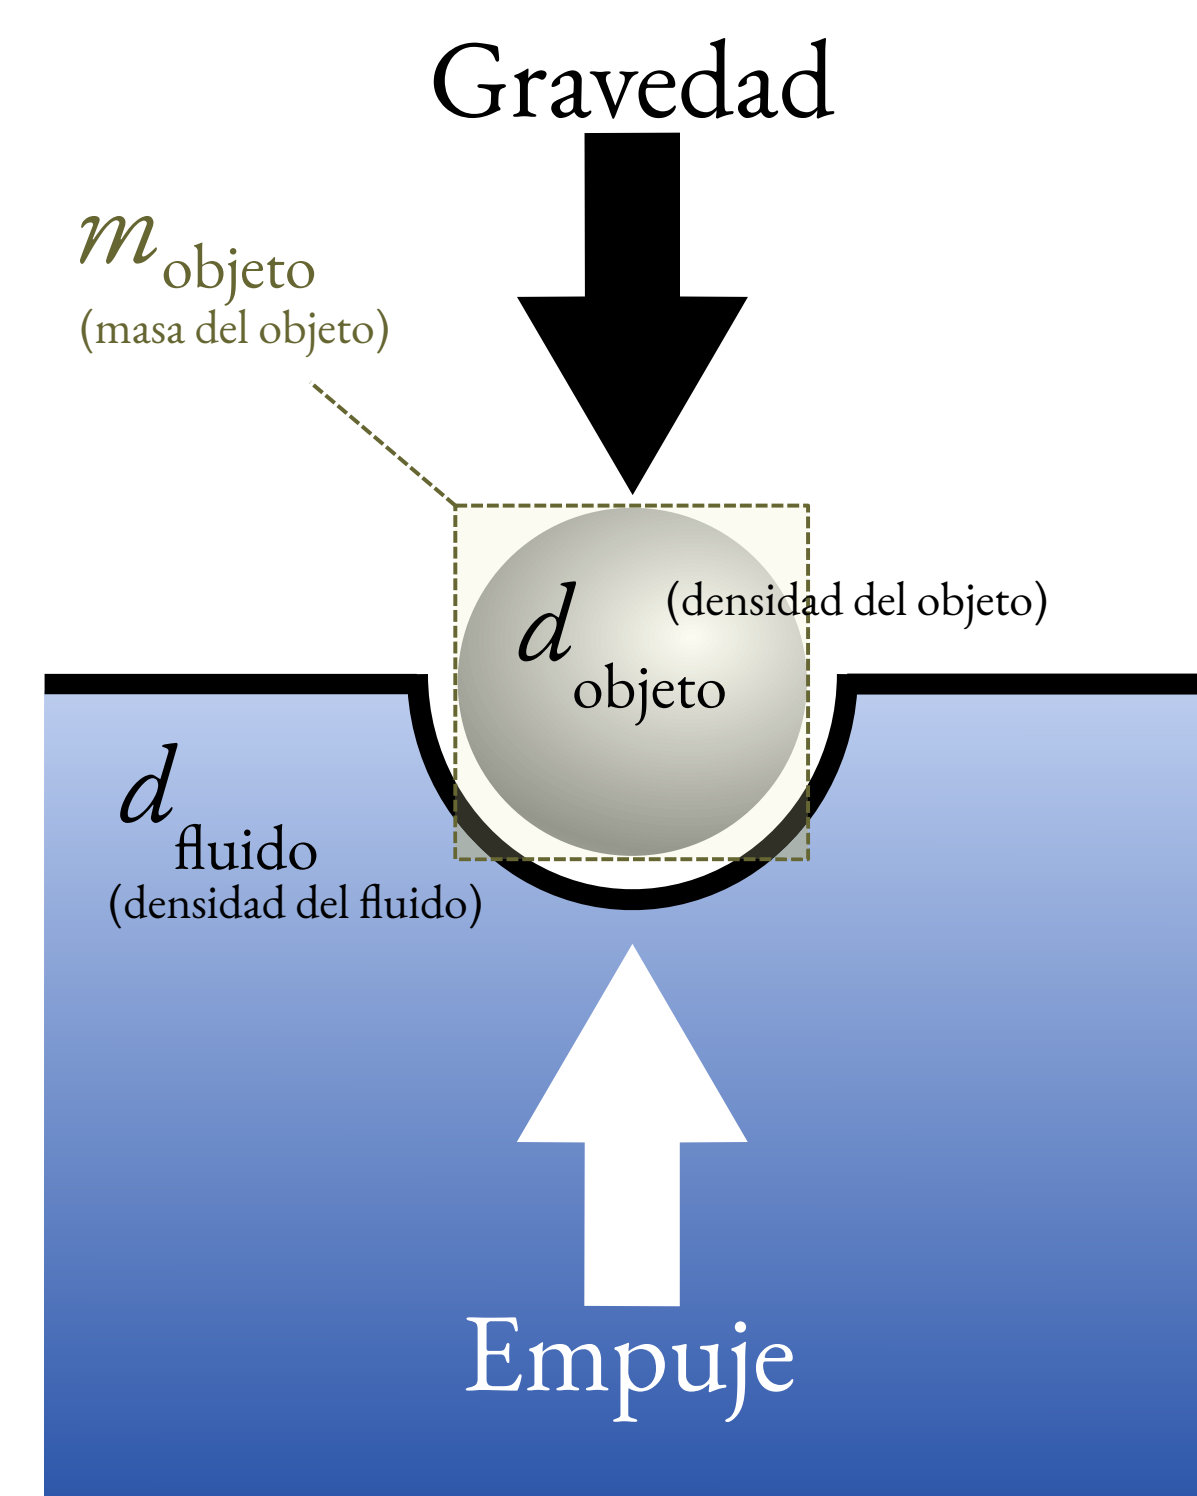 Gravedad
m objeto
(masa del objeto)
(densidad del objeto)
d objeto
d fluido
(densidad del fluido)
Empuje